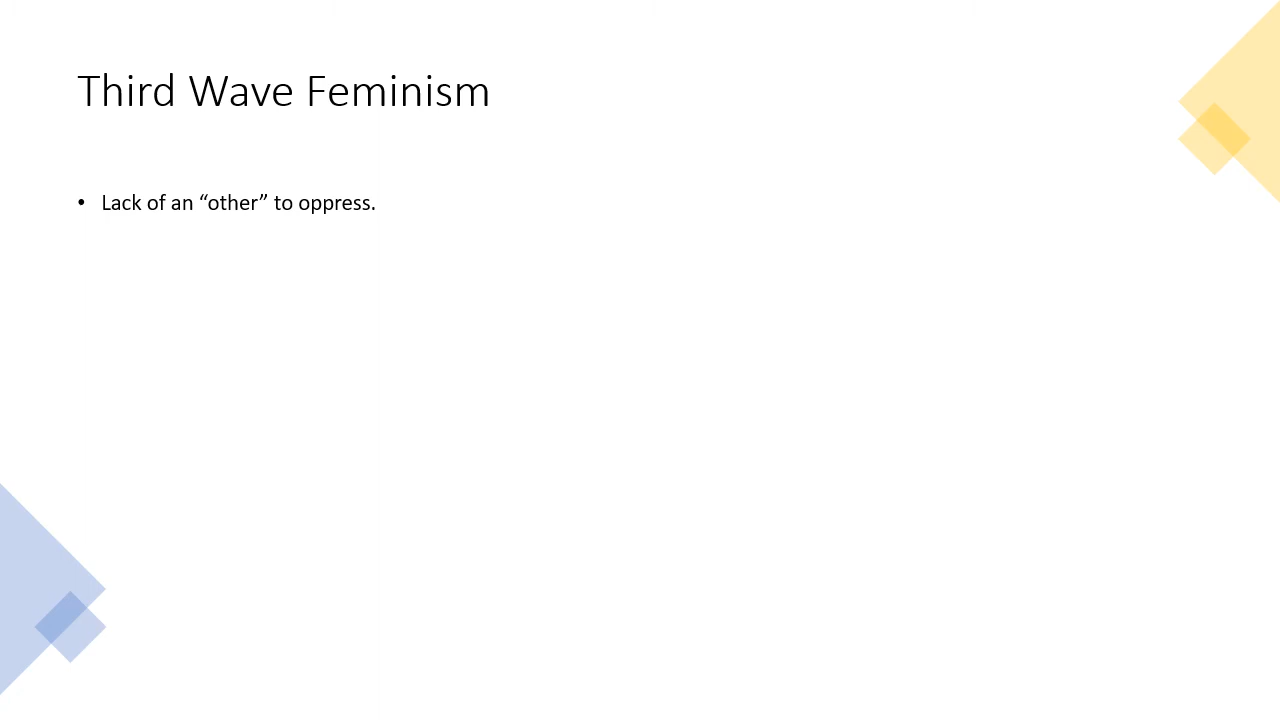 Third Wave Feminism
• Lack of an “other” to oppress.